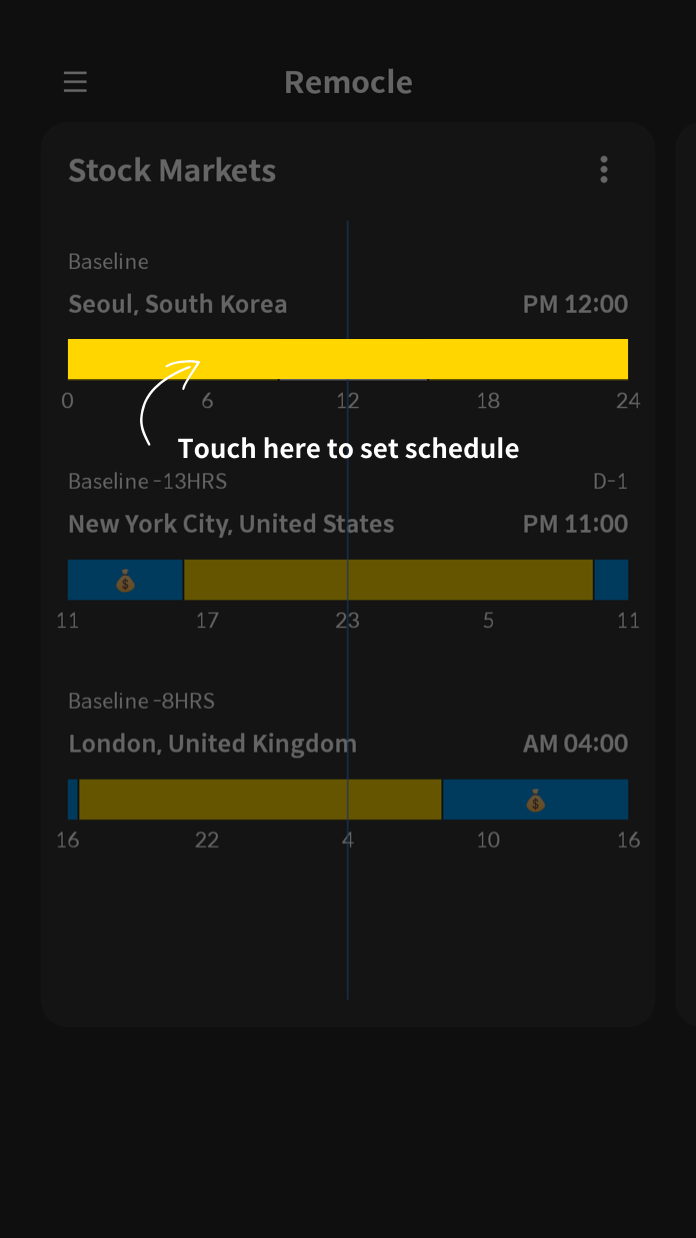 Remocle
Stock Markets
Baseline
Seoul, South Korea PM 12:00
0 6 12 18 24
Touch here to set schedule
Baseline -13HRS D-1
New York City, United States PM 11:00
11 17 23 5 11
Baseline -8HRS
London, United Kingdom AM 04:00
16 22 4 10 16